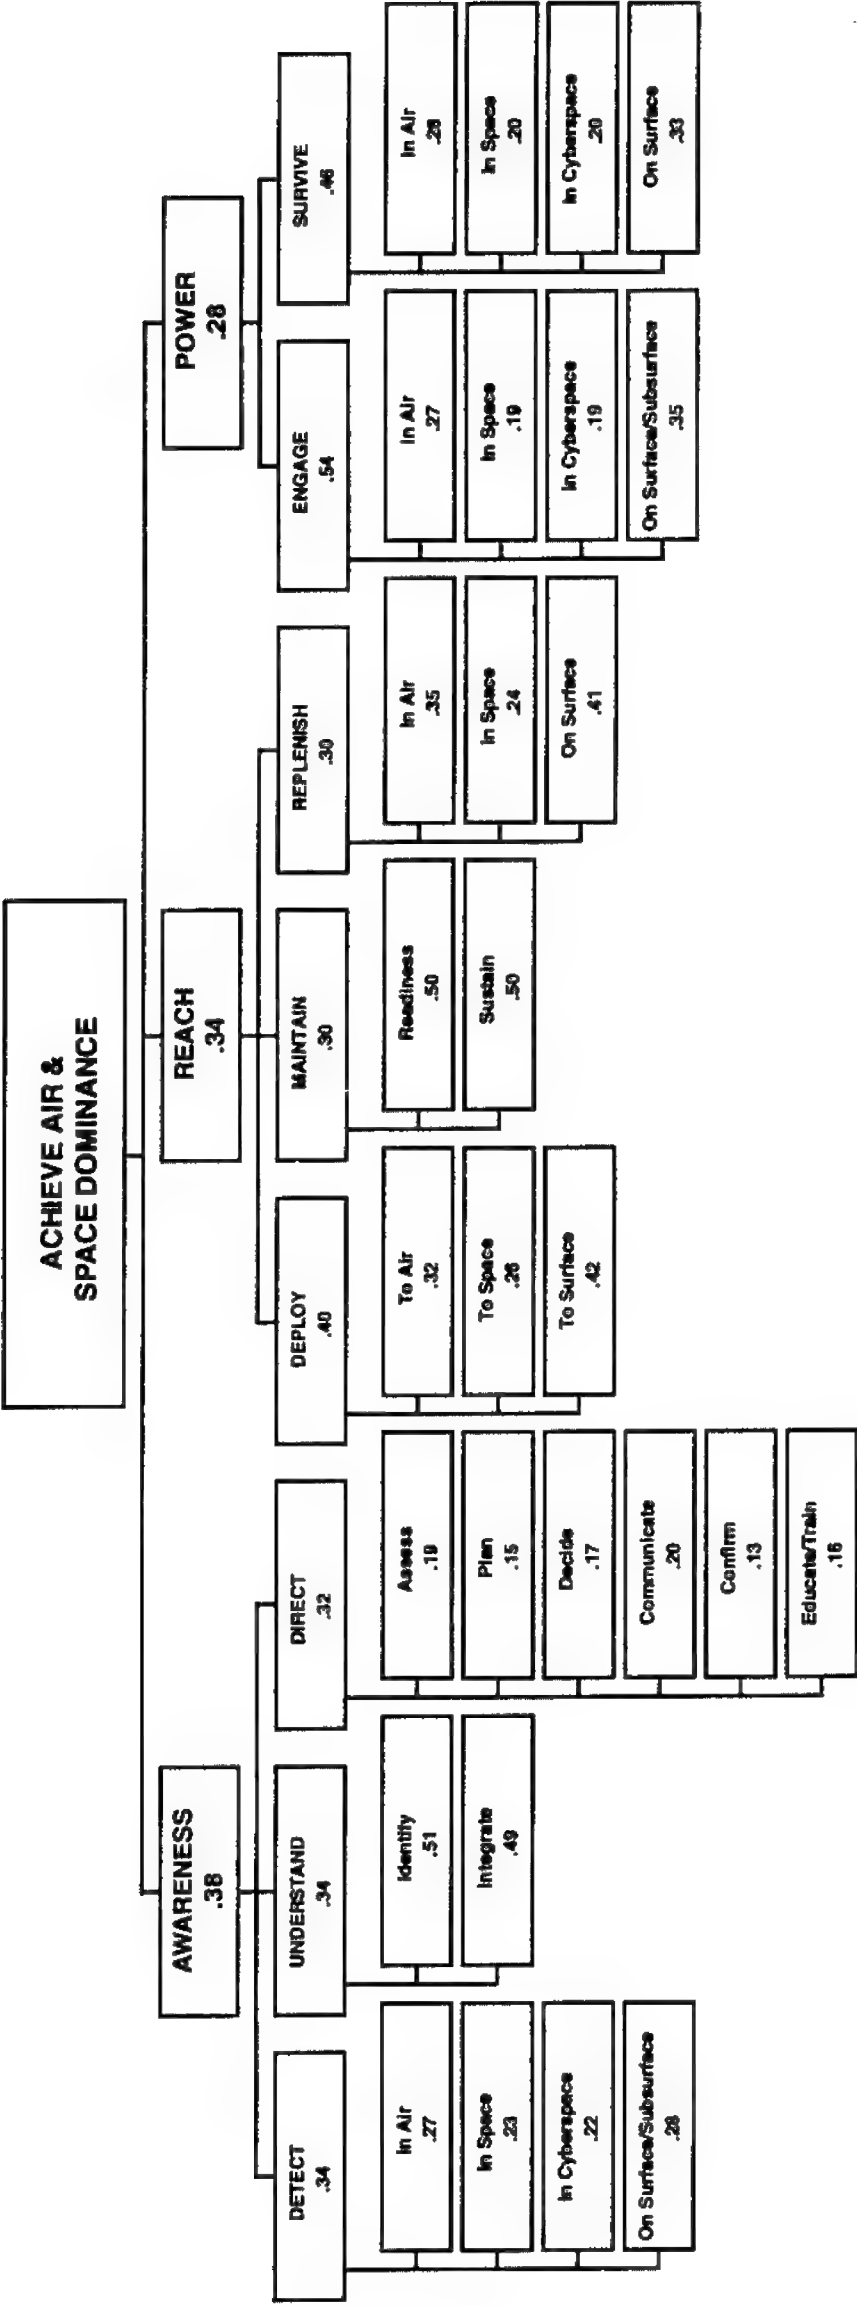 ACHIEVE AIR &
SPACE DOMINANCE
AWARENESS
.38
REACH
.34
POWER
.28
DETECT
.34
In Air
.27
In Space
.23
In Cyberspace
.22
On Surface/Subsurface
.28
UNDERSTAND
.34
Identify
.51
Integrate
.49
DIRECT
.32
Assess
.19
Plan
.15
Decide
.17
Communicate
.20
Confirm
.13
Educate/Train
.16
DEPLOY
.40
To Air
.32
To Space
.26
To Surface
.42
MAINTAIN
.30
Readiness
.50
Sustain
.50
REPLENISH
.30
In Air
.35
In Space
.24
On Surface
.41
ENGAGE
.54
In Air
.27
In Space
.19
In Cyberspace
.19
On Surface/Subsurface
.35
SURVIVE
.46
In Air
In Space
.20
In Cyberspace
.20
On Surface
.33